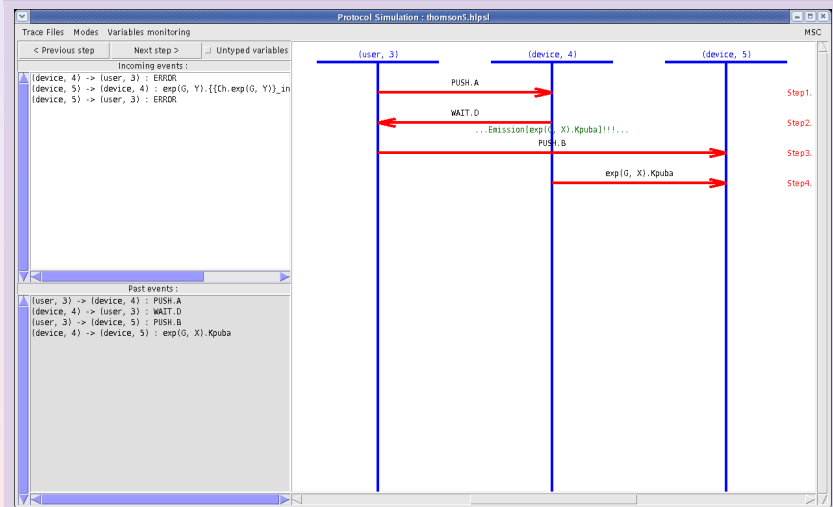 Protocol Simulation : thomson5.hlpsl
Trace Files Modes Variables monitoring MSC
< Previous step Next step > Untyped variables
Incoming events :
(device, 4) -> (user, 3) : ERROR
(device, 5) -> (device, 4) : exp(G, Y).{{Ch.exp(G, Y)}_in
(device, 5) -> (user, 3) : ERROR
Past events :
(user, 3) -> (device, 4) : PUSH.A
(device, 4) -> (user, 3) : WAIT.D
(user, 3) -> (device, 5) : PUSH.B
(device, 4) -> (device, 5) : exp(G, X).Kpuba
(user, 3) (device, 4) (device, 5)
PUSH.A
Step1.
WAIT.D
Step2.
...Emission[exp(G, X).Kpuba]!!!...
PUSH.B
Step3.
exp(G, X).Kpuba
Step4.